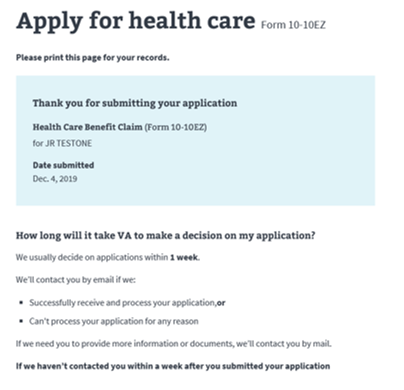 Apply for health care Form 10-10EZ
Please print this page for your records.
Thank you for submitting your application
Health Care Benefit Claim (Form 10-10EZ)
for JR TESTONE
Date submitted
Dec. 4, 2019
How long will it take VA to make a decision on my application?
We usually decide on applications within 1 week.
We'll contact you by email if we:
▪ Successfully receive and process your application,or
▪ Can't process your application for any reason
If we need you to provide more information or documents, we'll contact you by mail.
If we haven't contacted you within a week after you submitted your application